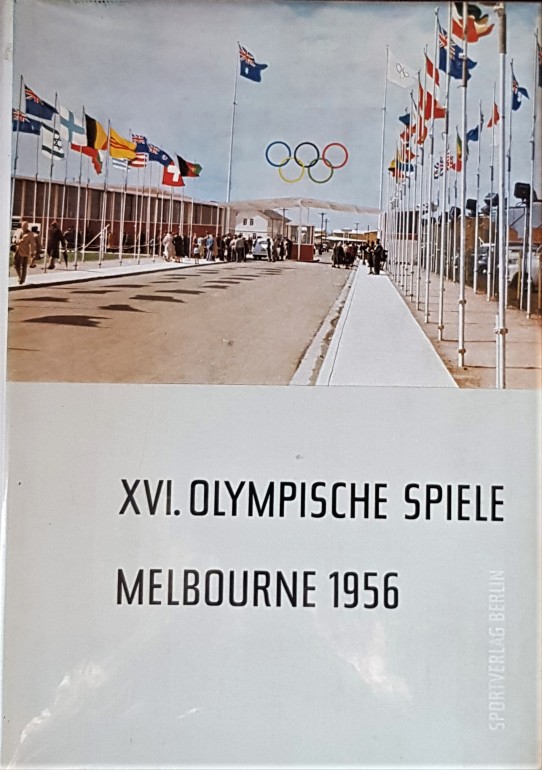 XVI. OLYMPISCHE SPIELE
MELBOURNE 1956
SPORTVERLAG BERLIN